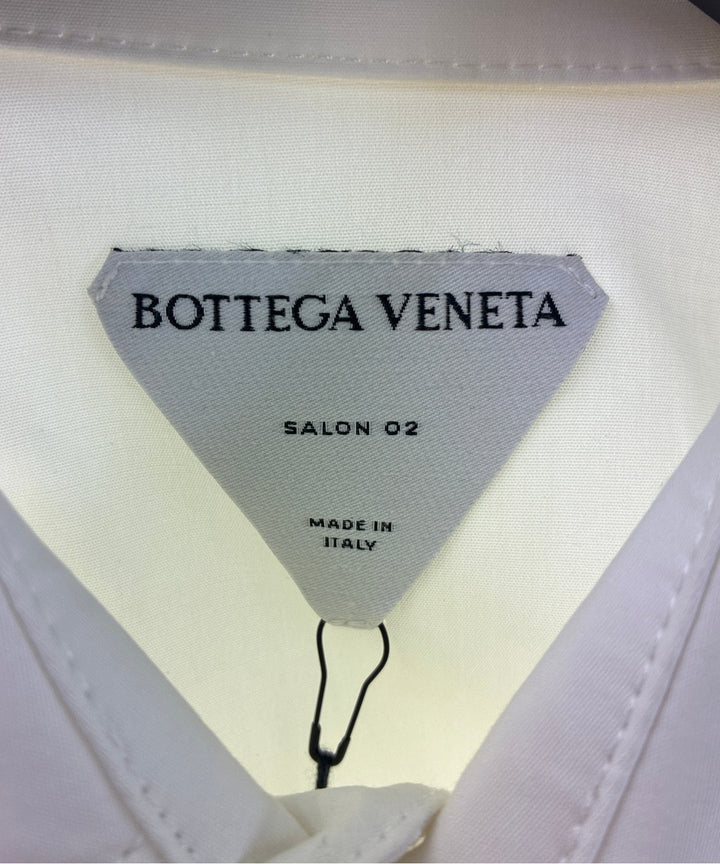 BOTTEGA VENETA
SALON 02
MADE IN
ITALY